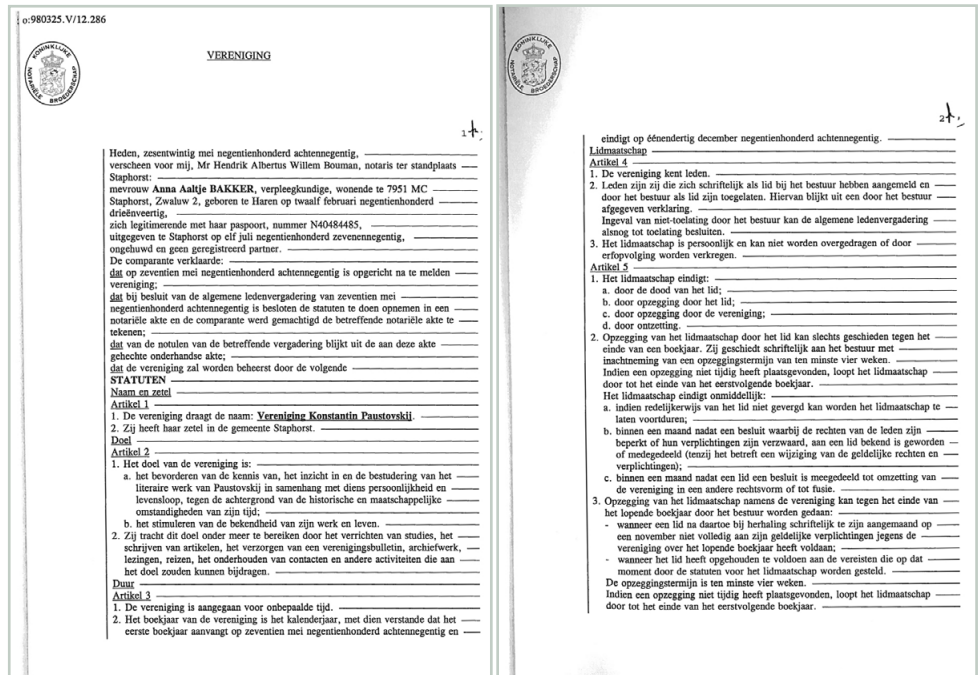 o:980325.V/12.286
KONINKLIJKE
NOTARIËLE BROEDERSCHAP
VERENIGING
1
Heden, zesentwintig mei negentienhonderd achtennegentig,
verscheen voor mij, Mr Hendrik Albertus Willem Bouman, notaris ter standplaats
Staphorst:
mevrouw Anna Aaltje BAKKER, verpleegkundige, wonende te 7951 MC
Staphorst, Zwaluw 2, geboren te Haren op twaalf februari negentienhonderd
drieënveertig,
zich legitimerende met haar paspoort, nummer N40484485,
uitgegeven te Staphorst op elf juli negentienhonderd zevenennegentig,
ongehuwd en geen geregistreerd partner.
De comparante verklaarde:
dat op zeventien mei negentienhonderd achtennegentig is opgericht na te melden
vereniging;
dat bij besluit van de algemene ledenvergadering van zeventien mei
negentienhonderd achtennegentig is besloten de statuten te doen opnemen in een
notariële akte en de comparante werd gemachtigd de betreffende notariële akte te
tekenen;
dat van de notulen van de betreffende vergadering blijkt uit de aan deze akte
gehechte onderhandse akte;
dat de vereniging zal worden beheerst door de volgende
STATUTEN
Naam en zetel
Artikel 1
1. De vereniging draagt de naam: Vereniging Konstantin Paustovskij.
2. Zij heeft haar zetel in de gemeente Staphorst.
Doel
Artikel 2
1. Het doel van de vereniging is:
a. het bevorderen van de kennis van, het inzicht in en de bestudering van het
literaire werk van Paustovskij in samenhang met diens persoonlijkheid en
levensloop, tegen de achtergrond van de historische en maatschappelijke
omstandigheden van zijn tijd;
b. het stimuleren van de bekendheid van zijn werk en leven.
2. Zij tracht dit doel onder meer te bereiken door het verrichten van studies, het
schrijven van artikelen, het verzorgen van een verenigingsbulletin, archiefwerk,
lezingen, reizen, het onderhouden van contacten en andere activiteiten die aan
het doel zouden kunnen bijdragen.
Duur
Artikel 3
1. De vereniging is aangegaan voor onbepaalde tijd.
2. Het boekjaar van de vereniging is het kalenderjaar, met dien verstande dat het
eerste boekjaar aanvangt op zeventien mei negentienhonderd achtennegentig en
KONINKLIJKE
NOTARIËLE BROEDERSCHAP
2
eindigt op éénendertig december negentienhonderd achtennegentig.
Lidmaatschap
Artikel 4
1. De vereniging kent leden.
2. Leden zijn zij die zich schriftelijk als lid bij het bestuur hebben aangemeld en
door het bestuur als lid zijn toegelaten. Hiervan blijkt uit een door het bestuur
afgegeven verklaring.
Ingeval van niet-toelating door het bestuur kan de algemene ledenvergadering
alsnog tot toelating besluiten.
3. Het lidmaatschap is persoonlijk en kan niet worden overgedragen of door
erfopvolging worden verkregen.
Artikel 5
1. Het lidmaatschap eindigt:
a. door de dood van het lid;
b. door opzegging door het lid;
c. door opzegging door de vereniging;
d. door ontzetting.
2. Opzegging van het lidmaatschap door het lid kan slechts geschieden tegen het
einde van een boekjaar. Zij geschiedt schriftelijk aan het bestuur met
inachtneming van een opzeggingstermijn van ten minste vier weken.
Indien een opzegging niet tijdig heeft plaatsgevonden, loopt het lidmaatschap
door tot het einde van het eerstvolgende boekjaar.
Het lidmaatschap eindigt onmiddellijk:
a. indien redelijkerwijs van het lid niet gevergd kan worden het lidmaatschap te
laten voortduren;
b. binnen een maand nadat een besluit waarbij de rechten van de leden zijn
beperkt of hun verplichtingen zijn verzwaard, aan een lid bekend is geworden
of medegedeeld (tenzij het betreft een wijziging van de geldelijke rechten en
verplichtingen);
c. binnen een maand nadat een lid een besluit is meegedeeld tot omzetting van
de vereniging in een andere rechtsvorm of tot fusie.
3. Opzegging van het lidmaatschap namens de vereniging kan tegen het einde van
het lopende boekjaar door het bestuur worden gedaan:
- wanneer een lid na daartoe bij herhaling schriftelijk te zijn aangemaand op
een november niet volledig aan zijn geldelijke verplichtingen jegens de
vereniging over het lopende boekjaar heeft voldaan;
- wanneer het lid heeft opgehouden te voldoen aan de vereisten die op dat
moment door de statuten voor het lidmaatschap worden gesteld.
De opzeggingstermijn is ten minste vier weken.
Indien een opzegging niet tijdig heeft plaatsgevonden, loopt het lidmaatschap
door tot het einde van het eerstvolgende boekjaar.